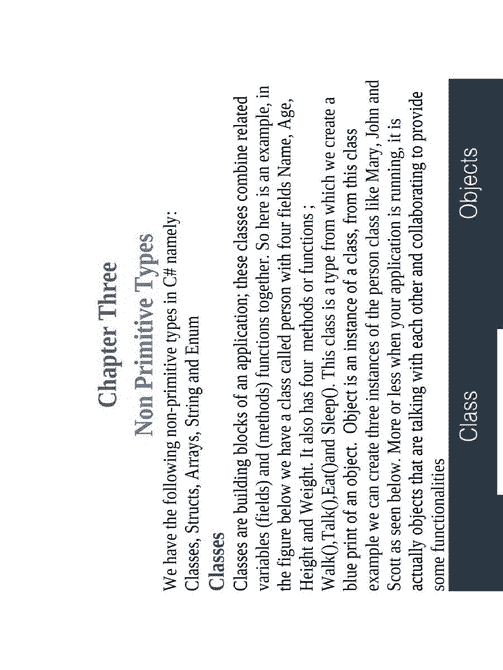 Chapter Three
Non Primitive Types
We have the following non-primitive types in C# namely:
Classes, Structs, Arrays, String and Enum
Classes
Classes are building blocks of an application; these classes combine related
variables (fields) and (methods) functions together. So here is an example, in
the figure below we have a class called person with four fields Name, Age,
Height and Weight. It also has four  methods or functions ;
Walk(),Talk(),Eat()and Sleep(). This class is a type from which we create a
blue print of an object.  Object is an instance of a class, from this class
example we can create three instances of the person class like Mary, John and
Scott as seen below. More or less when your application is running, it is
actually objects that are talking with each other and collaborating to provide
some functionalities
Class Objects